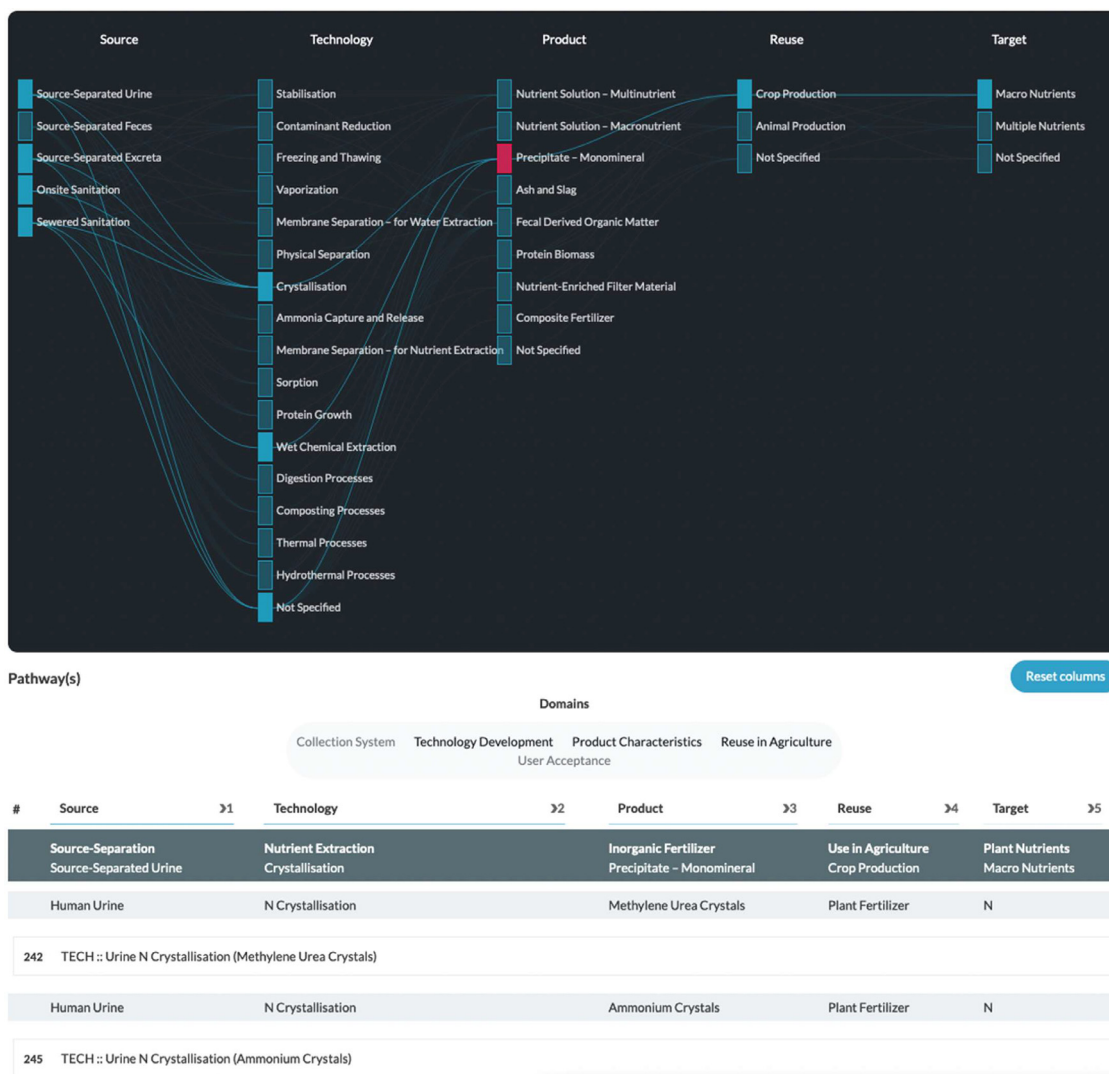 Source Technology Product Reuse Target
Source-Separated Urine Stabilisation Nutrient Solution – Multinutrient Crop Production Macro Nutrients
Source-Separated Feces Contaminant Reduction Nutrient Solution – Macronutrient Animal Production Multiple Nutrients
Source-Separated Excreta Freezing and Thawing Precipitate – Monomineral Not Specified Not Specified
Onsite Sanitation Vaporization Ash and Slag
Sewered Sanitation Membrane Separation – for Water Extraction Fecal Derived Organic Matter
Physical Separation Protein Biomass
Crystallisation Nutrient-Enriched Filter Material
Ammonia Capture and Release Composite Fertilizer
Membrane Separation – for Nutrient Extraction Not Specified
Sorption
Protein Growth
Wet Chemical Extraction
Digestion Processes
Composting Processes
Thermal Processes
Hydrothermal Processes
Not Specified
Pathway(s) Reset columns
Domains
Collection System Technology Development Product Characteristics Reuse in Agriculture
User Acceptance
# Source 1 Technology 2 Product 3 Reuse 4 Target 5
Source-Separation Nutrient Extraction Inorganic Fertilizer Use in Agriculture Plant Nutrients
Source-Separated Urine Crystallisation Precipitate – Monomineral Crop Production Macro Nutrients
Human Urine N Crystallisation Methylene Urea Crystals Plant Fertilizer N
242 TECH :: Urine N Crystallisation (Methylene Urea Crystals)
Human Urine N Crystallisation Ammonium Crystals Plant Fertilizer N
245 TECH :: Urine N Crystallisation (Ammonium Crystals)